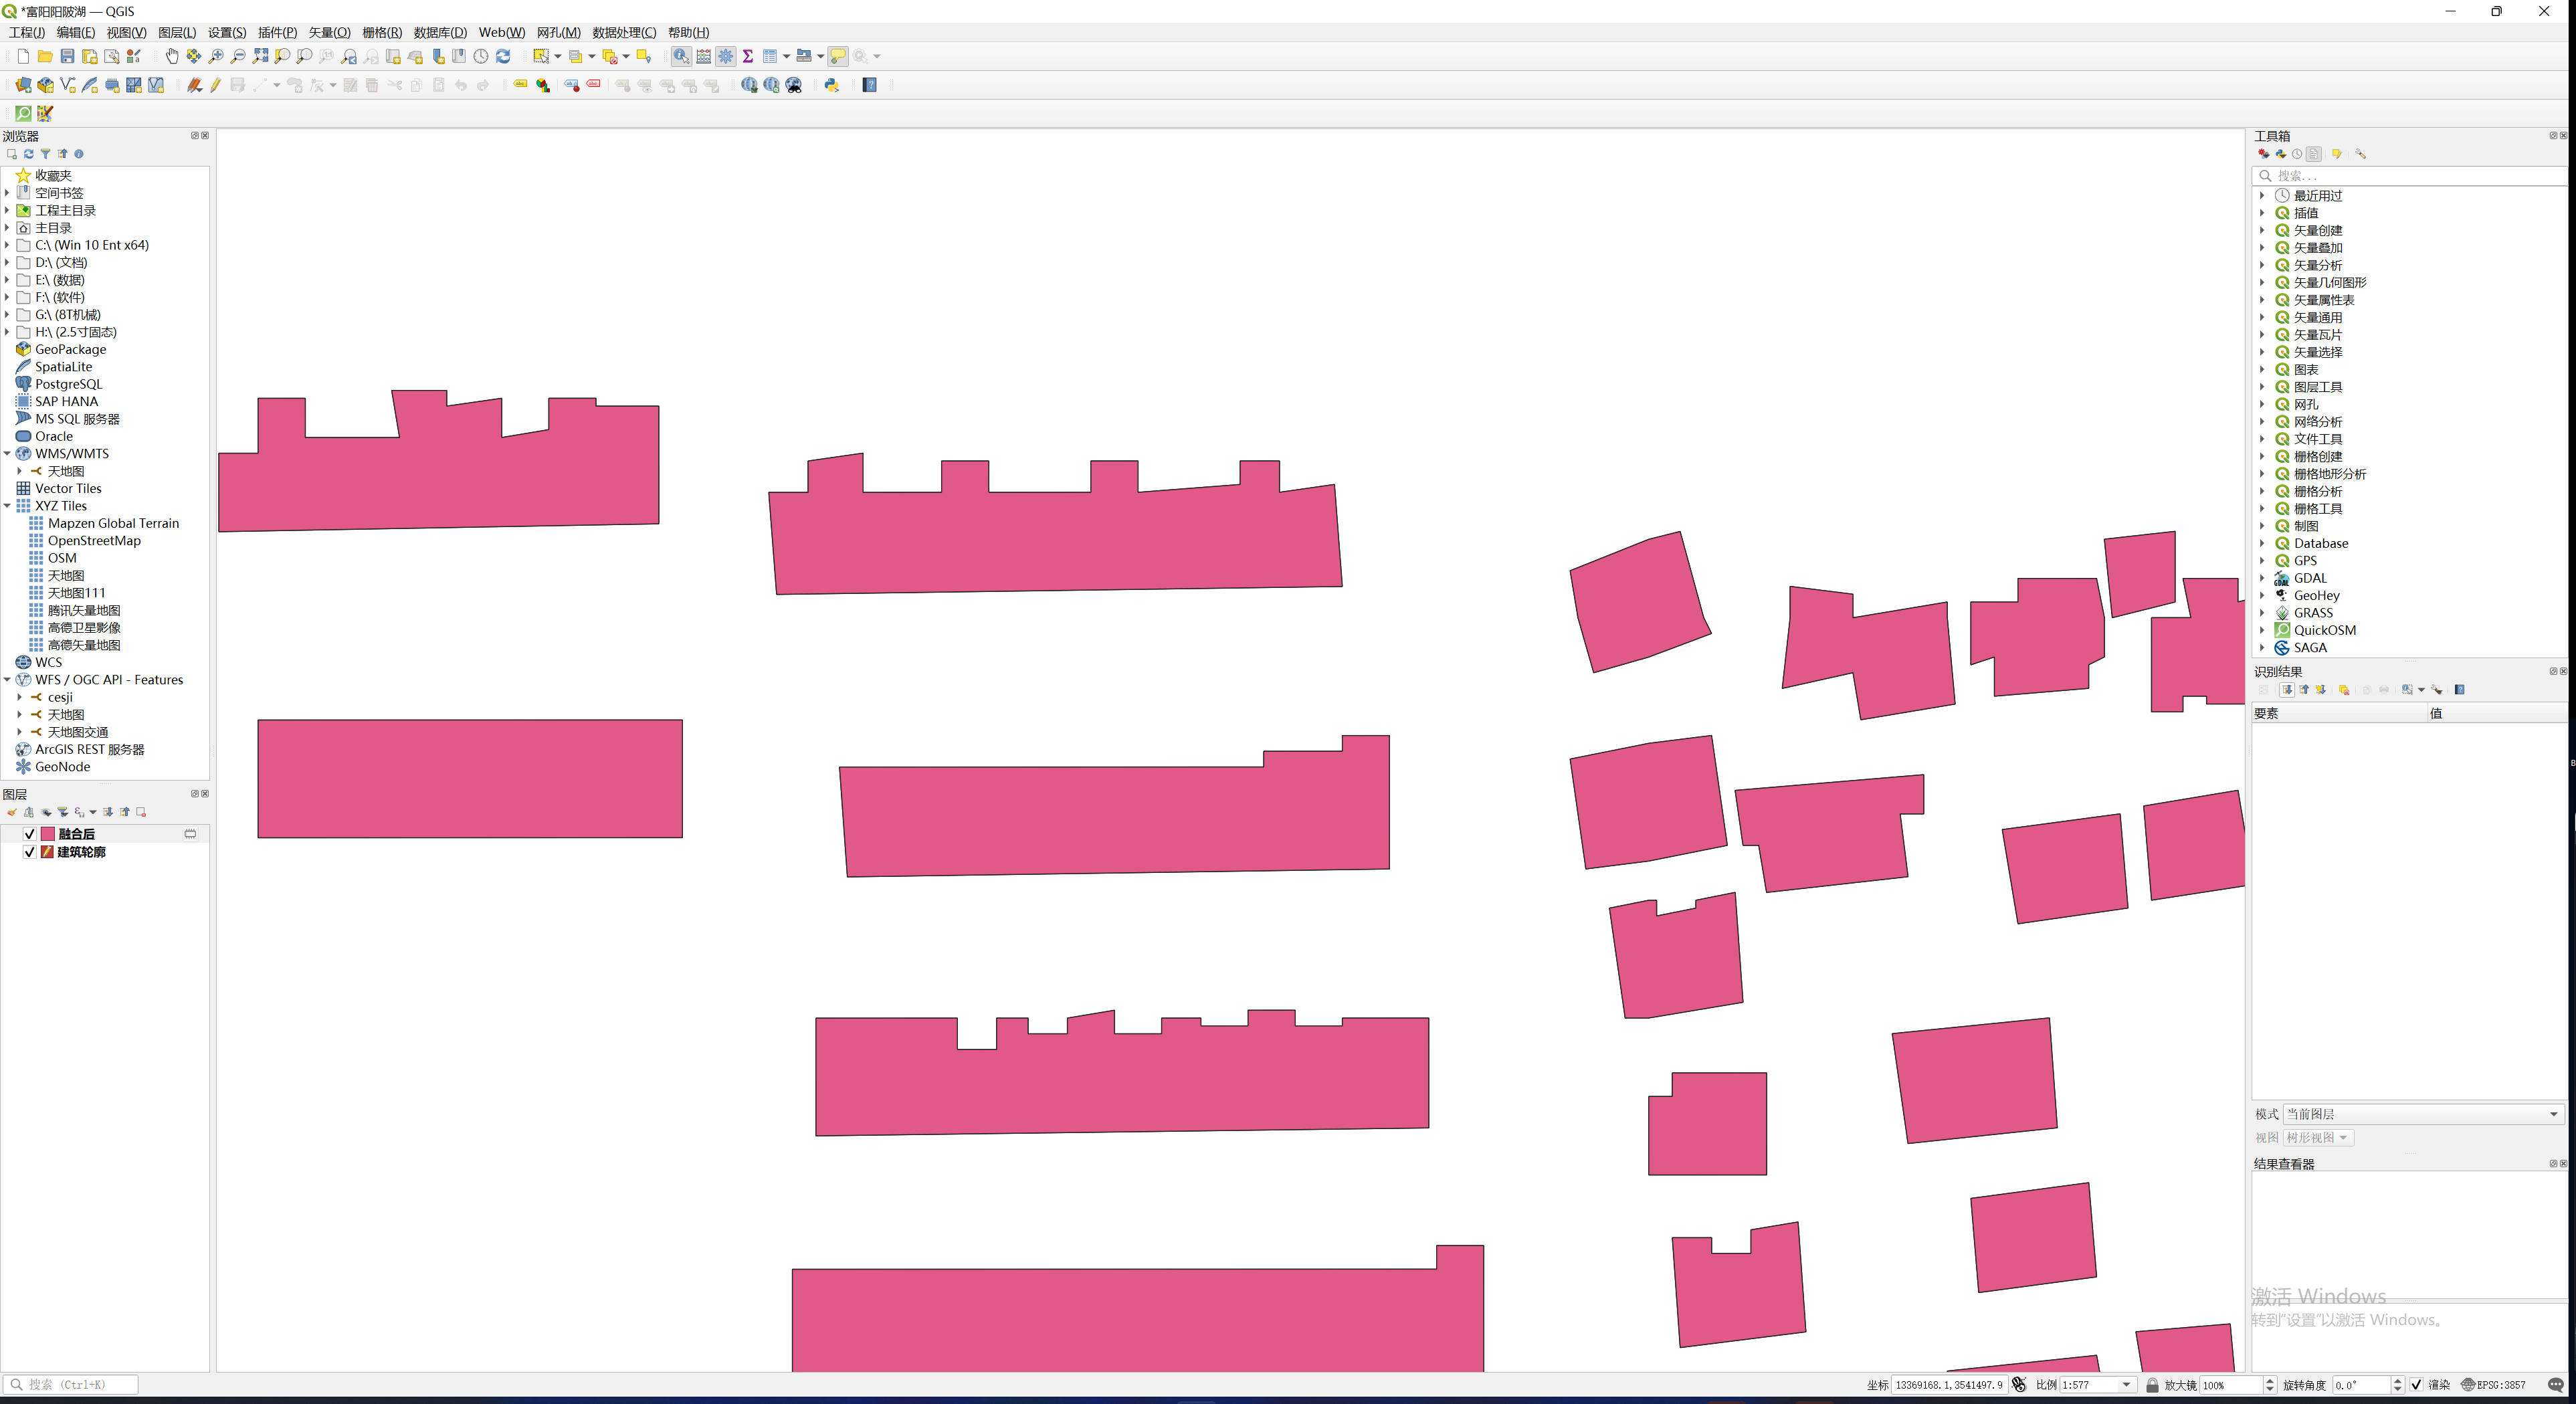 *富阳阳陂湖 — QGIS
工程(J) 编辑(E) 视图(V) 图层(L) 设置(S) 插件(P) 矢量(O) 栅格(R) 数据库(D) Web(W) 网孔(M) 数据处理(C) 帮助(H)
浏览器
收藏夹
空间书签
工程主目录
主目录
C:\ (Win 10 Ent x64)
D:\ (文档)
E:\ (数据)
F:\ (软件)
G:\ (8T机械)
H:\ (2.5寸固态)
GeoPackage
SpatiaLite
PostgreSQL
SAP HANA
MS SQL 服务器
Oracle
WMS/WMTS
天地图
Vector Tiles
XYZ Tiles
Mapzen Global Terrain
OpenStreetMap
OSM
天地图
天地图111
腾讯矢量地图
高德卫星影像
高德矢量地图
WCS
WFS / OGC API - Features
cesji
天地图
天地图交通
ArcGIS REST 服务器
GeoNode
图层
融合后
建筑轮廓
工具箱
搜索...
最近用过
插值
矢量创建
矢量叠加
矢量分析
矢量几何图形
矢量属性表
矢量通用
矢量瓦片
矢量选择
图表
图层工具
网孔
网络分析
文件工具
栅格创建
栅格地形分析
栅格分析
栅格工具
制图
Database
GPS
GDAL
GeoHey
GRASS
QuickOSM
SAGA
识别结果
要素 值
模式 当前图层
视图 树形视图
结果查看器
激活 Windows
转到"设置"以激活 Windows。
搜索 (Ctrl+K) 坐标 13369168.1,3541497.9 比例 1:577 放大镜 100% 旋转角度 0.0° 渲染 EPSG:3857